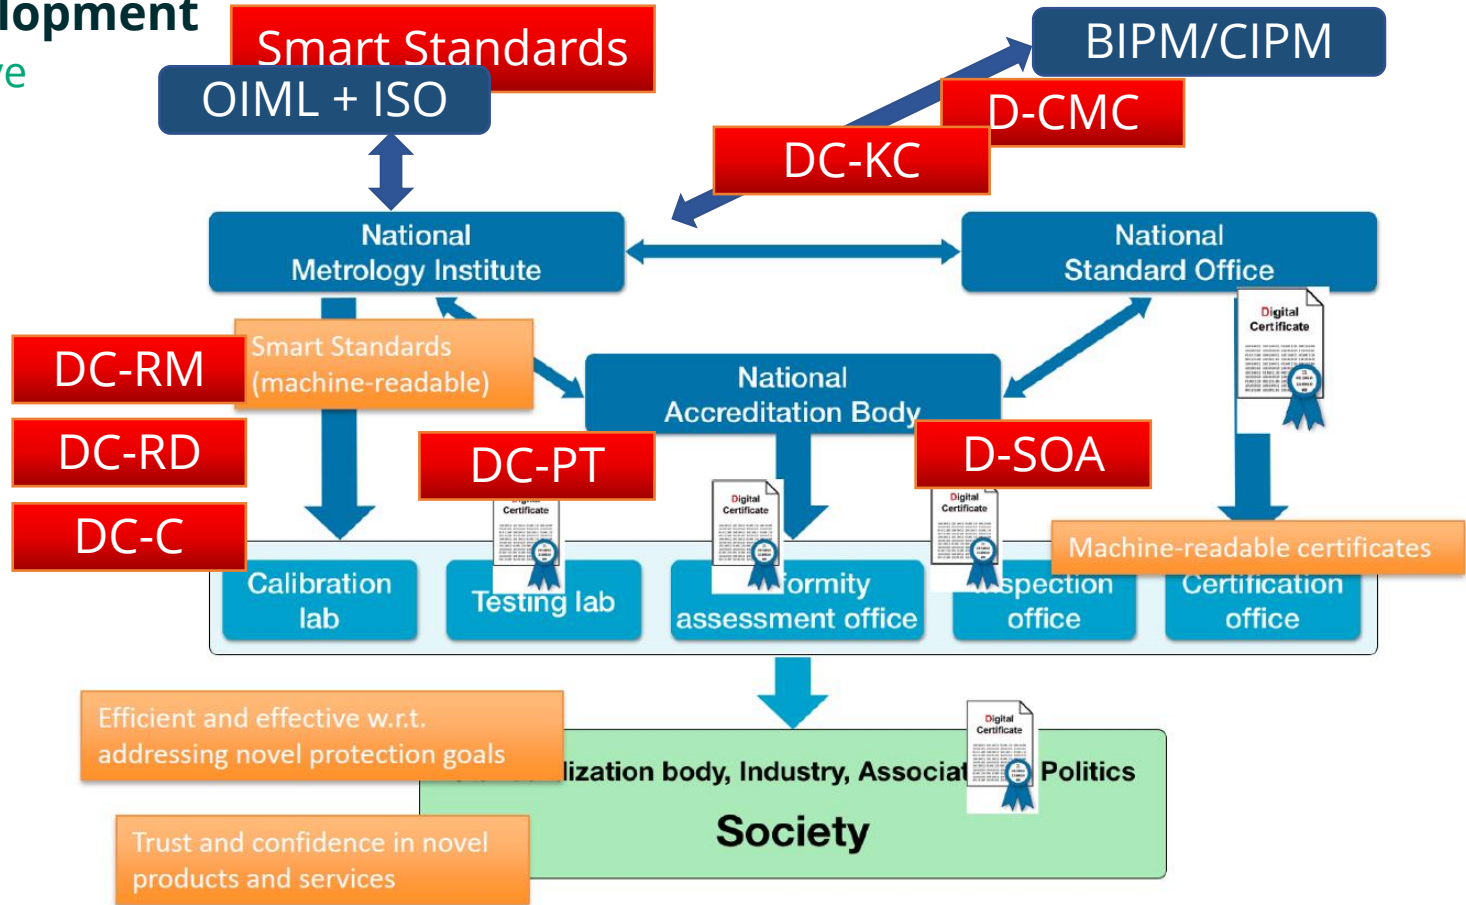 Smart Standards
OIML + ISO
BIPM/CIPM
D-CMC
DC-KC
National
Metrology Institute
National
Standard Office
Digital
Certificate
DC-RM
Smart Standards
(machine-readable)
National
Accreditation Body
DC-RD
DC-PT
D-SOA
DC-C
Certificate
Digital
Certificate
Digital
Certificate
Machine-readable certificates
Calibration
lab
Testing lab
assessment office
office
Certification
office
Efficient and effective w.r.t.
addressing novel protection goals
Digital
Certificate
body, Industry,
Politics
Society
Trust and confidence in novel
products and services